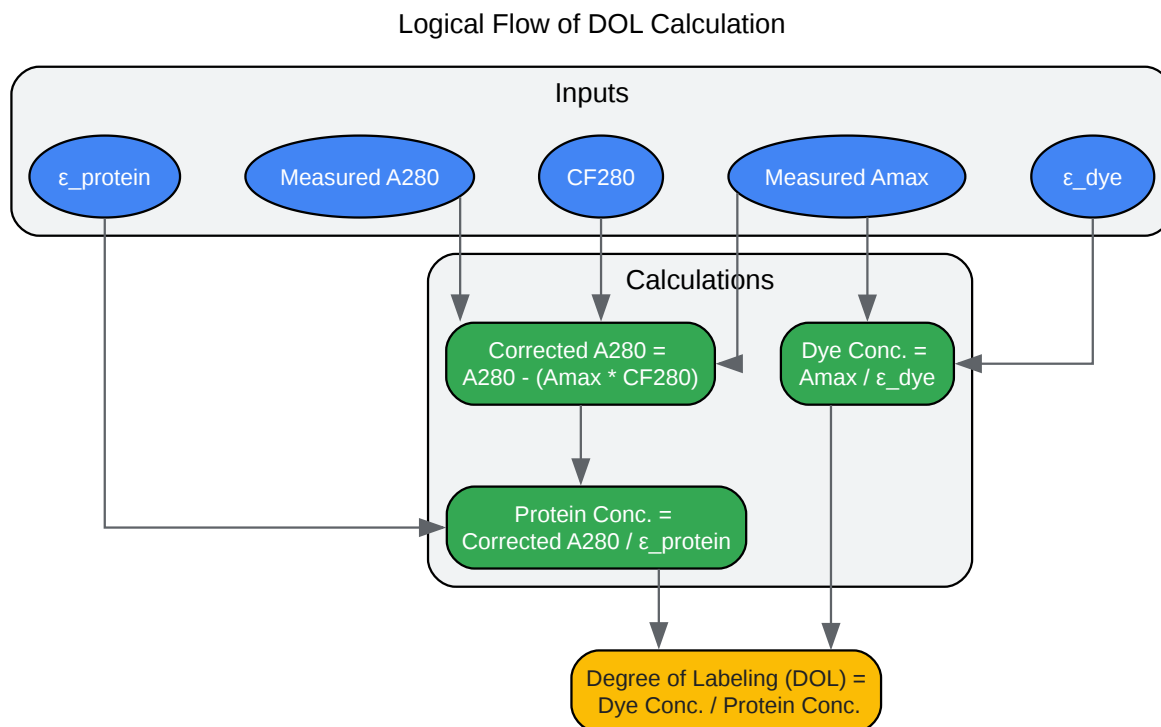 Logical Flow of DOL Calculation
Inputs
ε_protein
Measured A280
CF280
Measured Amax
ε_dye
Calculations
Corrected A280 =
A280 - (Amax * CF280)
Dye Conc. =
Amax / ε_dye
Protein Conc. =
Corrected A280 / ε_protein
Degree of Labeling (DOL) =
Dye Conc. / Protein Conc.